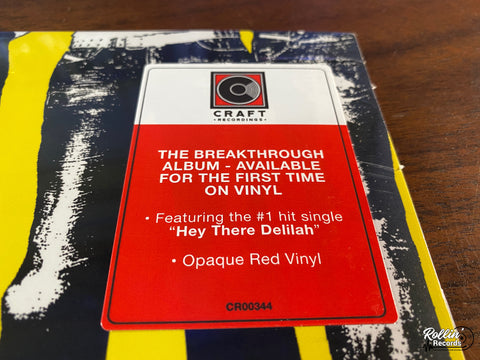 CRAFT
• RECORDINGS •
THE BREAKTHROUGH
ALBUM - AVAILABLE
FOR THE FIRST TIME
ON VINYL
• Featuring the #1 hit single
“Hey There Delilah”
• Opaque Red Vinyl
CR00344
Rollin'
Records